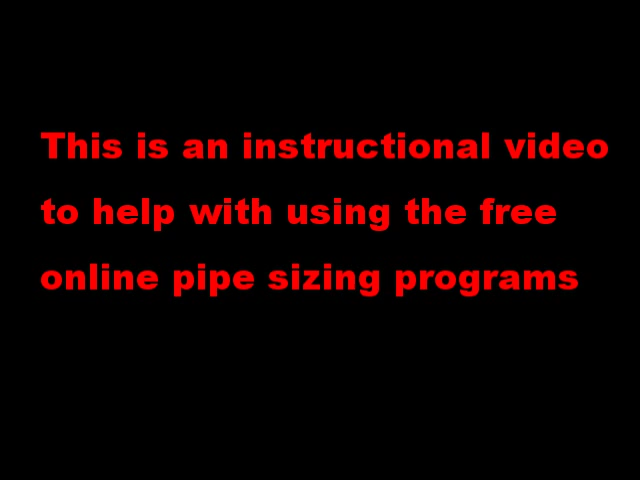 This is an instructional video
to help with using the free
online pipe sizing programs